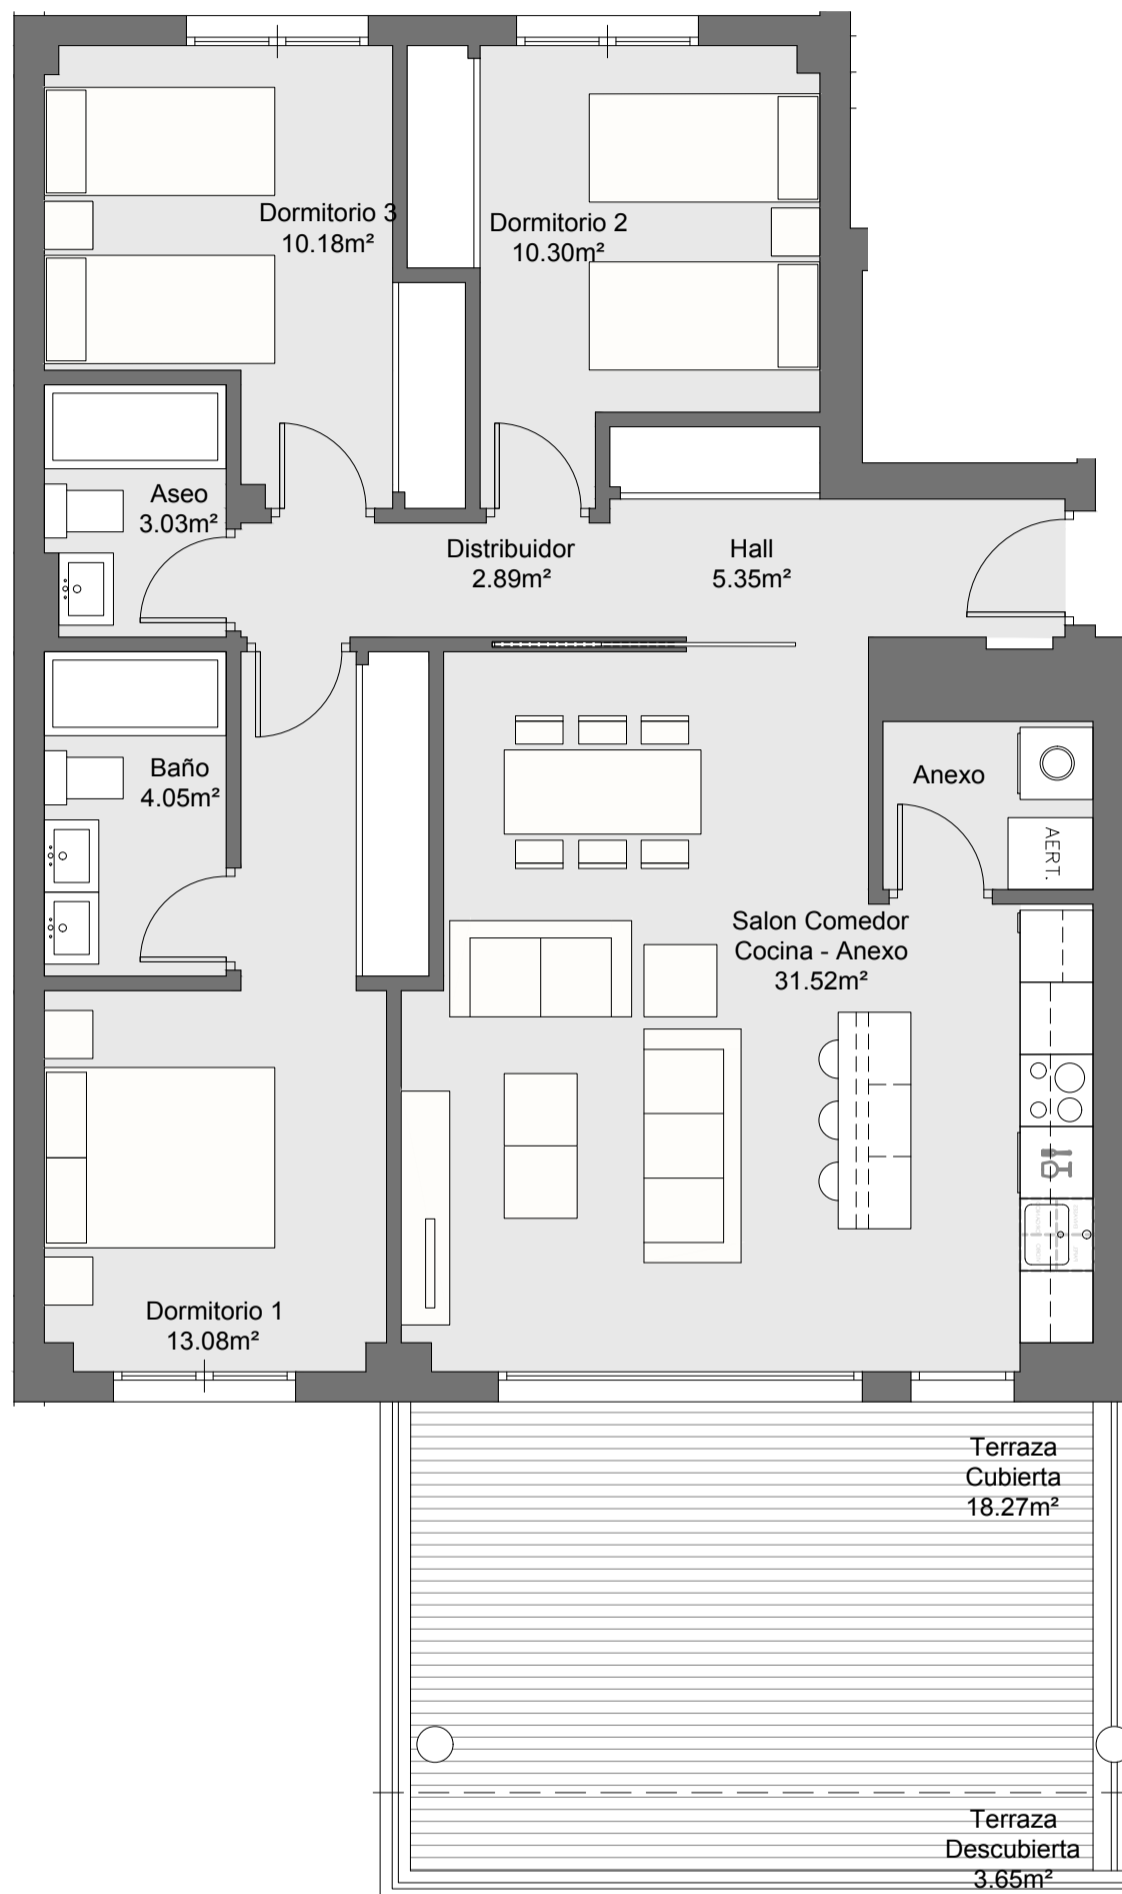 Dormitorio 3
10.18m²
Dormitorio 2
10.30m²
Aseo
3.03m²
Distribuidor
2.89m²
Hall
5.35m²
Baño
4.05m²
Anexo
AERT.
Salon Comedor
Cocina - Anexo
31.52m²
Dormitorio 1
13.08m²
Terraza
Cubierta
18.27m²
Terraza
Descubierta
3.65m²